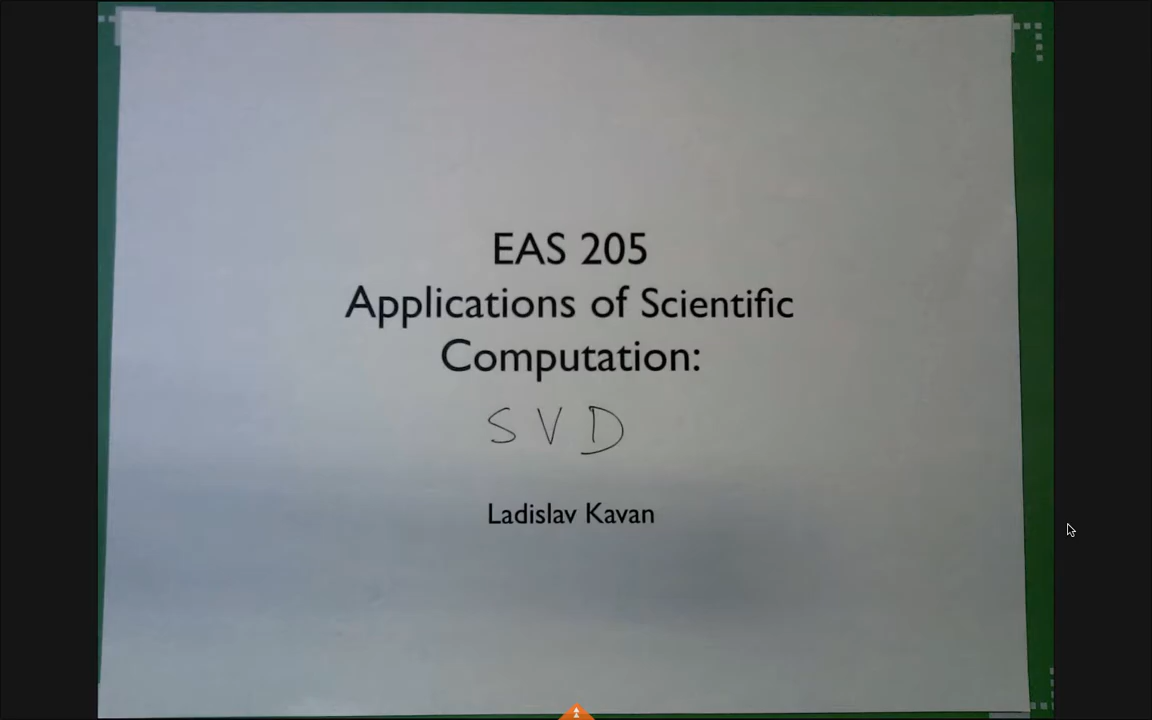 EAS 205
Applications of Scientific
Computation:
SVD
Ladislav Kavan